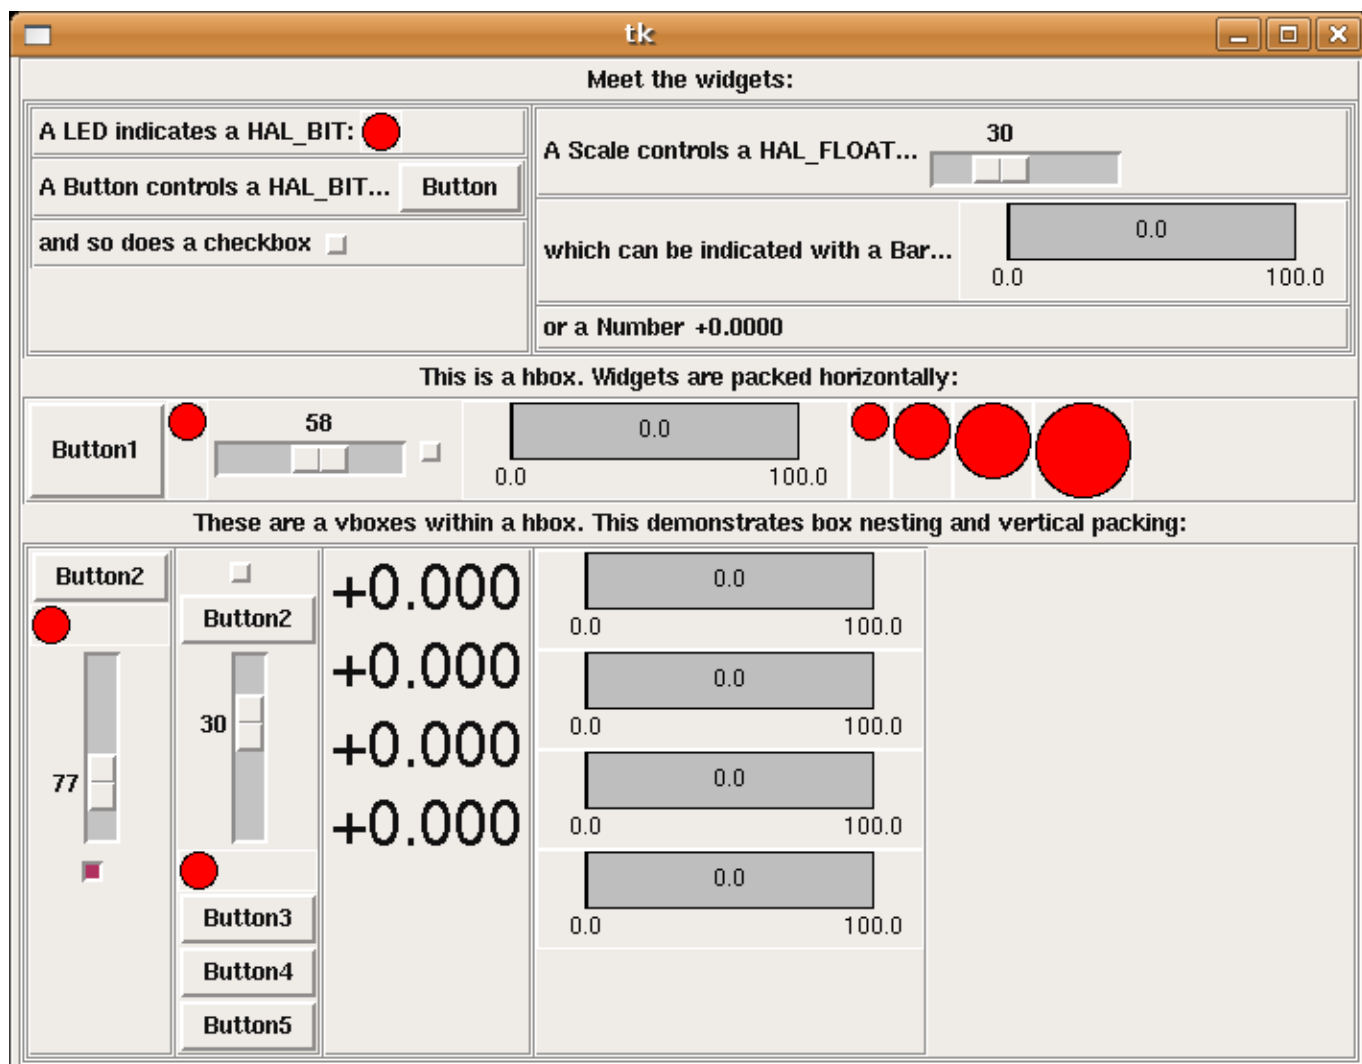 tk
Meet the widgets:
A LED indicates a HAL_BIT:
A Button controls a HAL_BIT... Button
and so does a checkbox
30
A Scale controls a HAL_FLOAT...
0.0
which can be indicated with a Bar...
0.0 100.0
or a Number +0.0000
This is a hbox. Widgets are packed horizontally:
Button1
58
0.0
0.0 100.0
These are a vboxes within a hbox. This demonstrates box nesting and vertical packing:
Button2
77
Button2
30
Button3
Button4
Button5
+0.000
+0.000
+0.000
+0.000
0.0
0.0 100.0
0.0
0.0 100.0
0.0
0.0 100.0
0.0
0.0 100.0